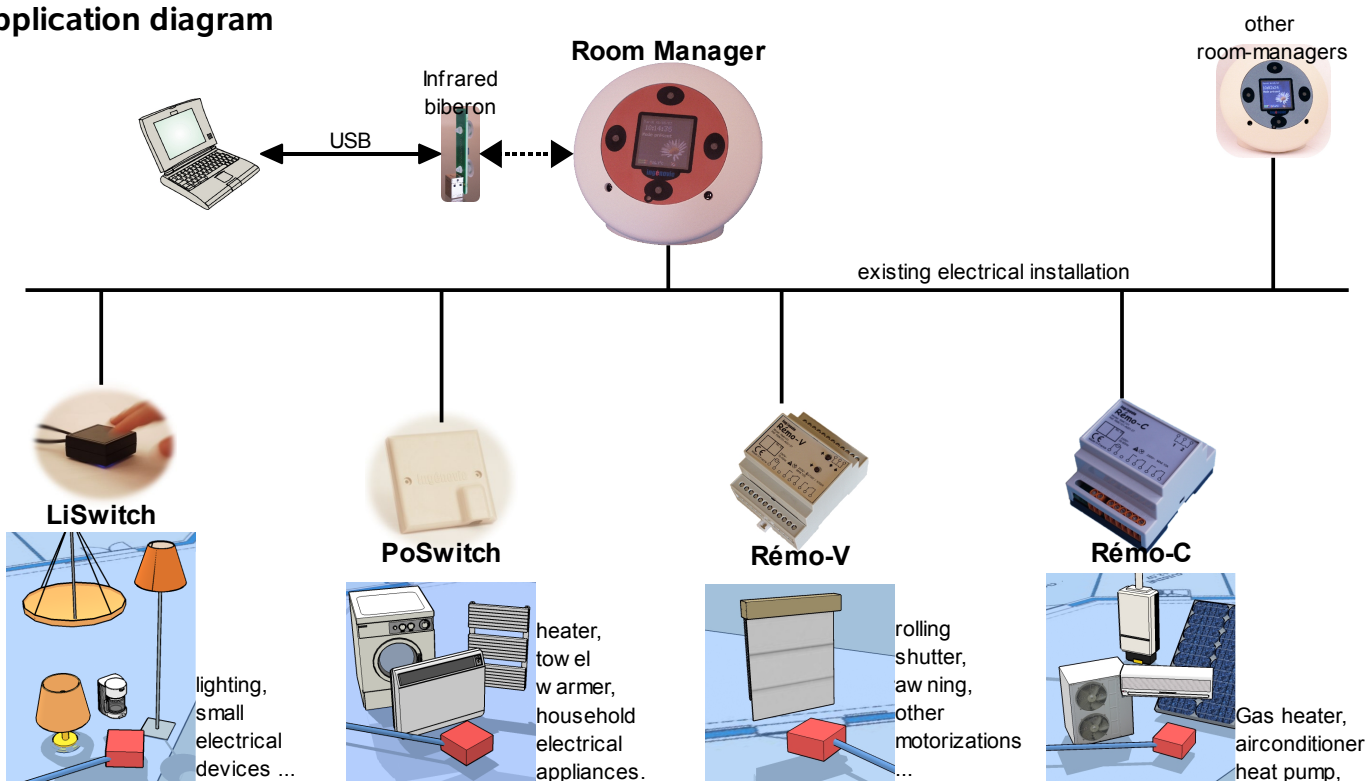 pplication diagram
other
room-managers
Room Manager
Infrared
biberon
USB
existing electrical installation
Rémo-V
Rémo-C
LiSwitch
PoSwitch
Rémo-V
Rémo-C
lighting,
small
electrical
devices ...
heater,
tow el
w armer,
household
electrical
appliances.
rolling
shutter,
aw ning,
other
motorizations
...
Gas heater,
airconditioner
heat pump,